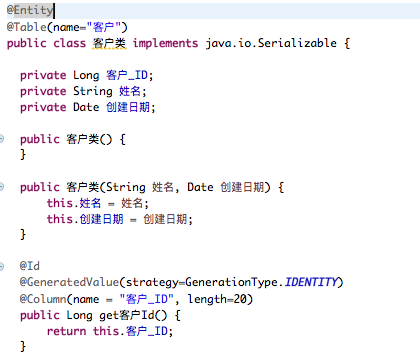 @Entity
@Table(name="客户")
public class 客户类 implements java.io.Serializable {
private Long 客户_ID;
private String 姓名;
private Date 创建日期;
public 客户类() {
}
public 客户类(String 姓名, Date 创建日期) {
this.姓名 = 姓名;
this.创建日期 = 创建日期;
}
@Id
@GeneratedValue(strategy=GenerationType.IDENTITY)
@Column(name = "客户_ID", length=20)
public Long get客户Id() {
return this.客户_ID;
}